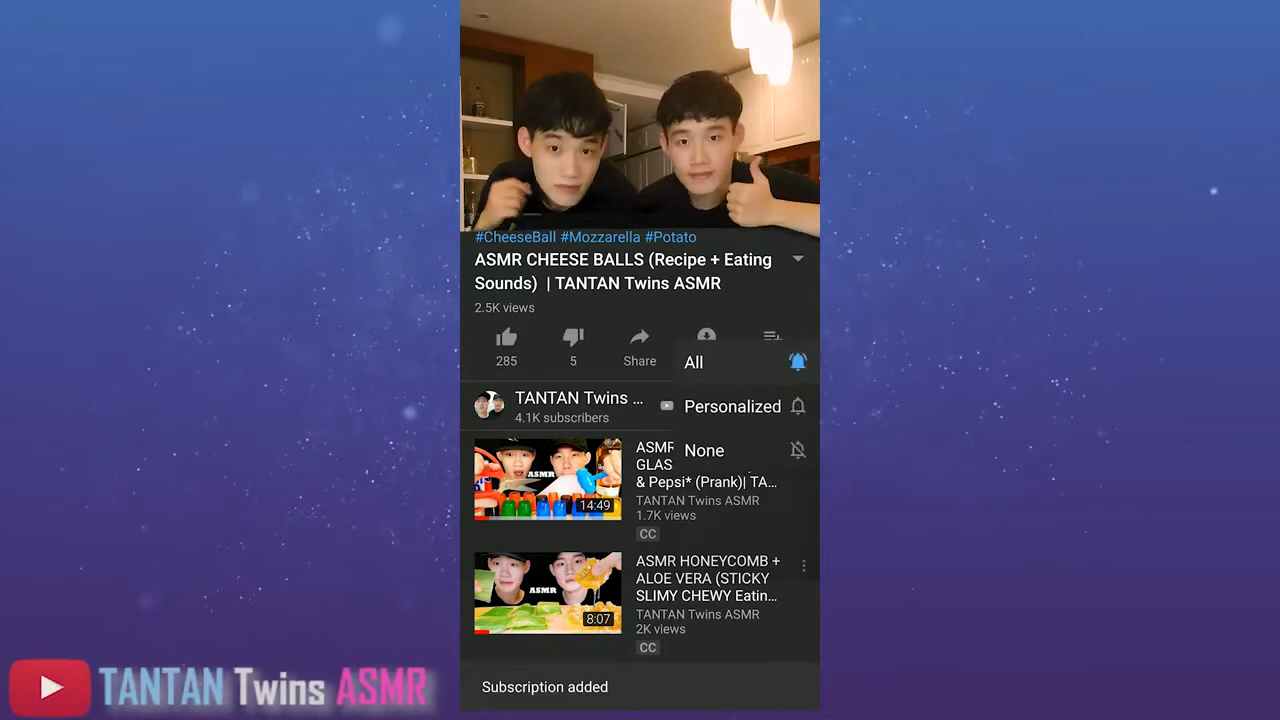 #CheeseBall #Mozzarella #Potato
ASMR CHEESE BALLS (Recipe + Eating
Sounds) | TANTAN Twins ASMR
2.5K views
285
5
Share
All
TANTAN Twins ...
4.1K subscribers
Personalized
None
ASMR
GLAS
& Pepsi* (Prank)| TA...
TANTAN Twins ASMR
1.7K views
CC
ASMR
14:49
ASMR HONEYCOMB +
ALOE VERA (STICKY
SLIMY CHEWY Eatin...
TANTAN Twins ASMR
2K views
CC
ASMR
8:07
Subscription added
TANTAN Twins ASMR